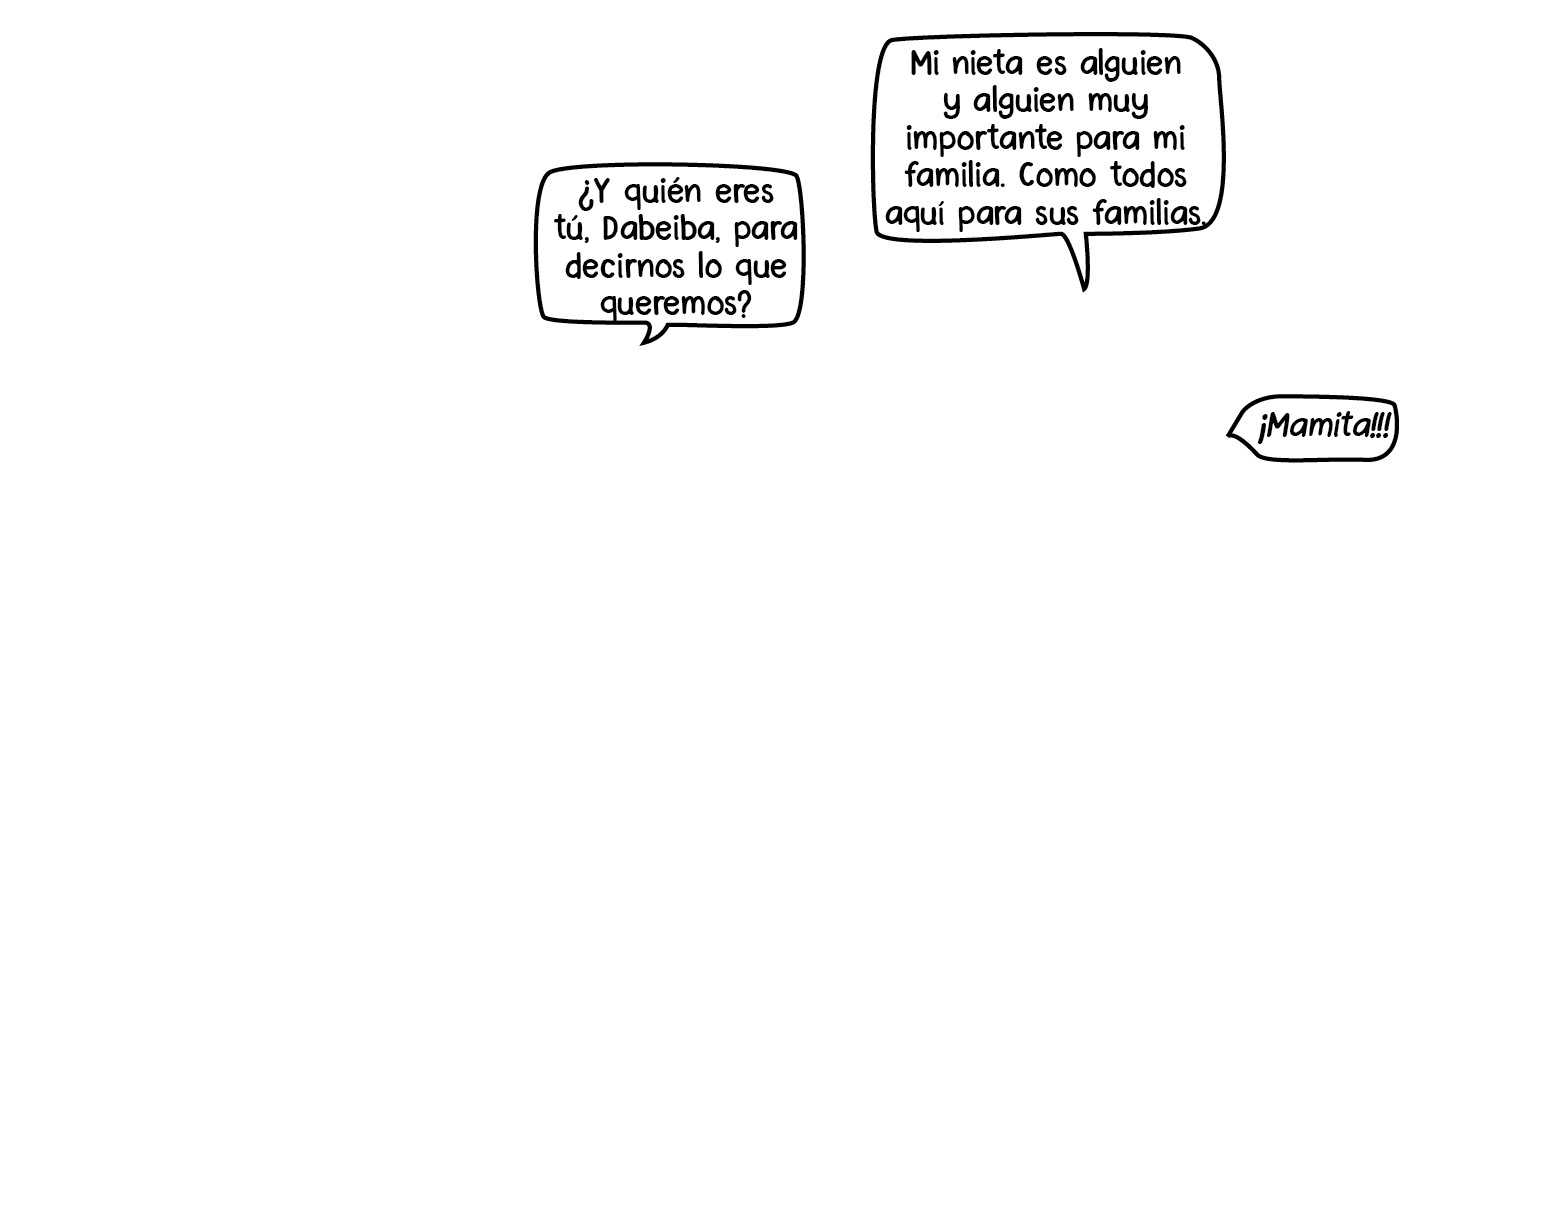 ¿Y quién eres
tú, Dabeiba, para
decirnos lo que
queremos?
Mi nieta es alguien
y alguien muy
importante para mi
familia. Como todos
aquí para sus familias.
¡Mamita!!!